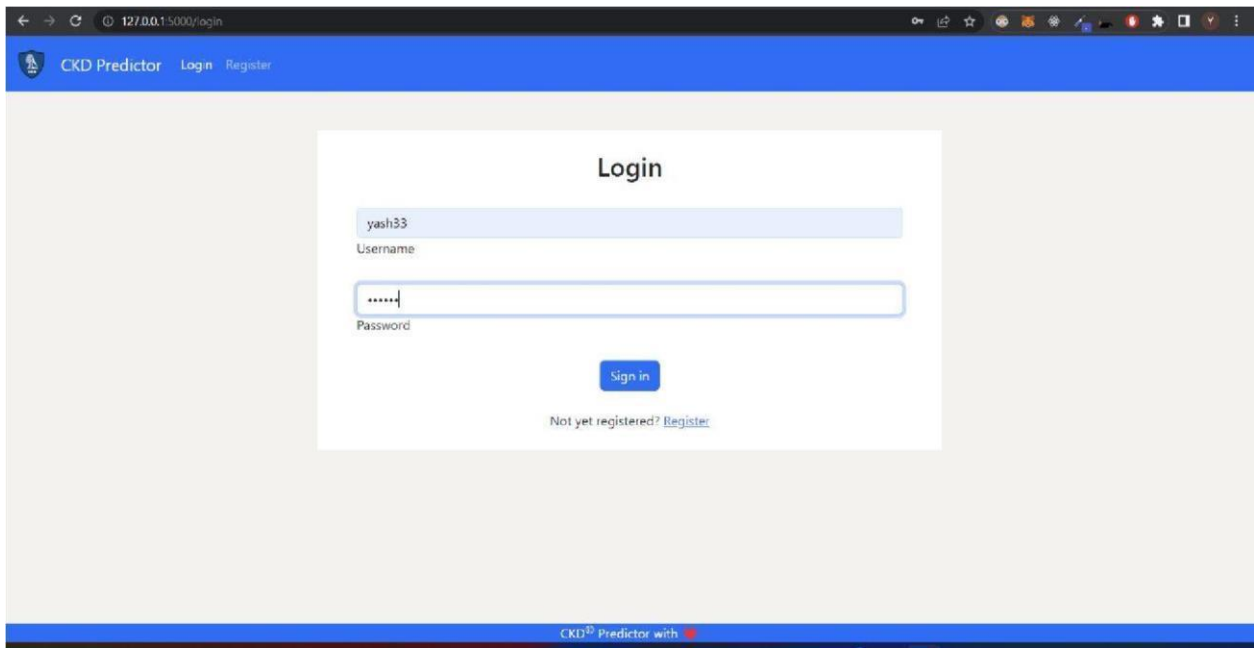 127.0.0.1:5000/login
CKD Predictor Login Register
Login
yash33
Username
••••••
Password
Sign in
Not yet registered? Register
CKD Predictor with ❤